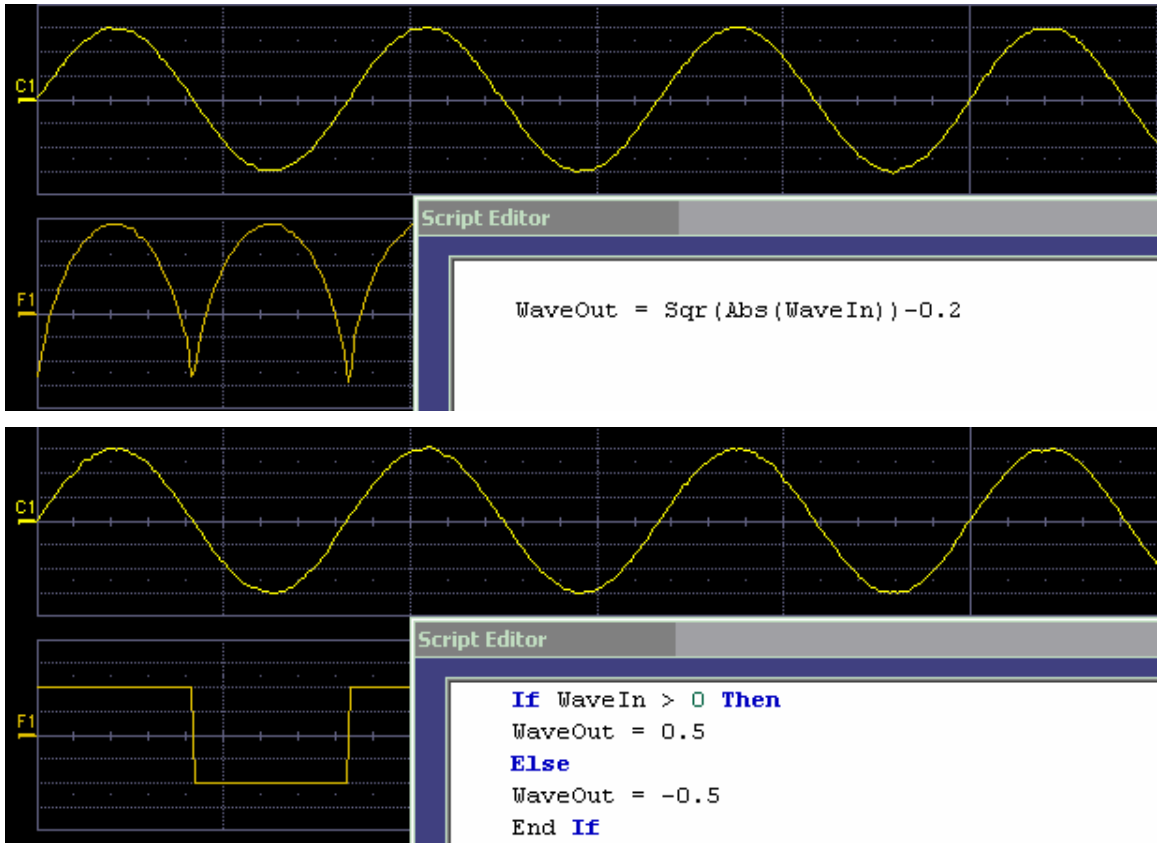 C1
Script Editor
F1
WaveOut = Sqr(Abs(WaveIn))-0.2
C1
Script Editor
If WaveIn > 0 Then
F1
WaveOut = 0.5
Else
WaveOut = -0.5
End If